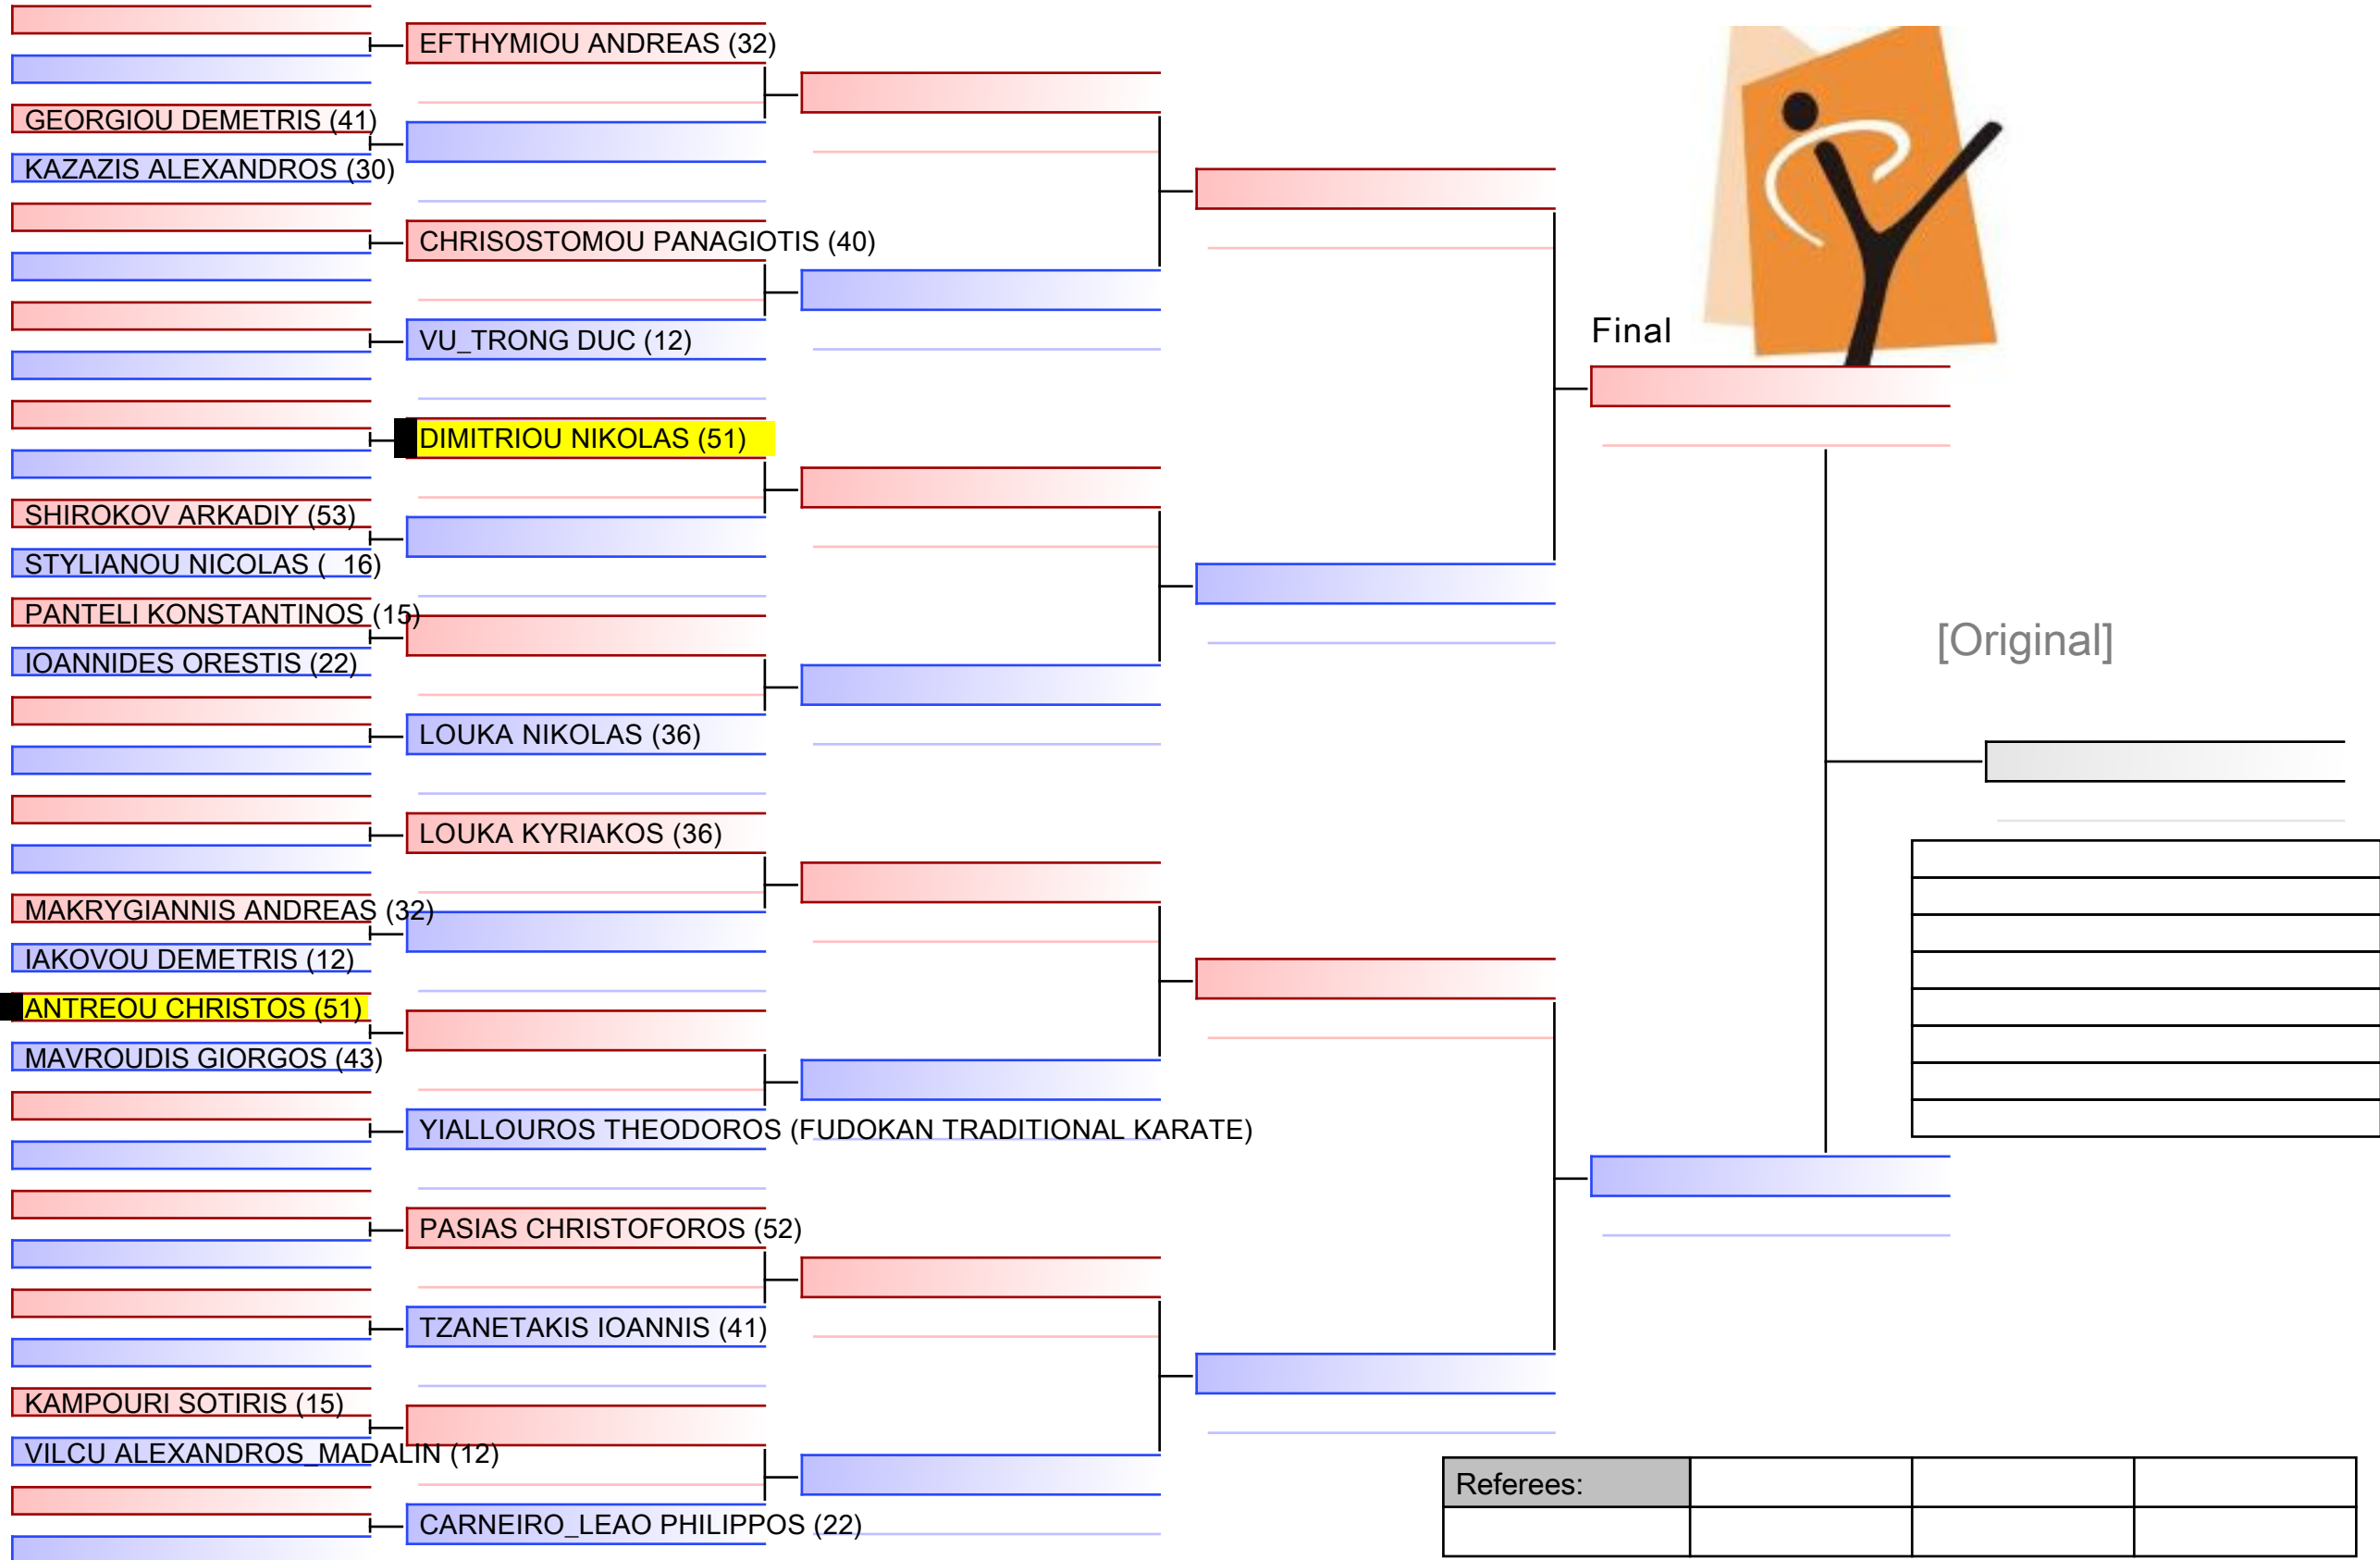 EFTHYMIOU ANDREAS (32)
GEORGIOU DEMETRIS (41)
KAZAZIS ALEXANDROS (30)
CHRISOSTOMOU PANAGIOTIS (40)
VU_TRONG DUC (12)
Final
DIMITRIOU NIKOLAS (51)
SHIROKOV ARKADIY (53)
STYLIANOU NICOLAS ( 16)
PANTELI KONSTANTINOS (15)
IOANNIDES ORESTIS (22)
[Original]
LOUKA NIKOLAS (36)
LOUKA KYRIAKOS (36)
MAKRYGIANNIS ANDREAS (32)
IAKOVOU DEMETRIS (12)
ANTREOU CHRISTOS (51)
MAVROUDIS GIORGOS (43)
YIALLOUROS THEODOROS (FUDOKAN TRADITIONAL KARATE)
PASIAS CHRISTOFOROS (52)
TZANETAKIS IOANNIS (41)
KAMPOURI SOTIRIS (15)
VILCU ALEXANDROS_MADALIN (12)
Referees:
CARNEIRO_LEAO PHILIPPOS (22)